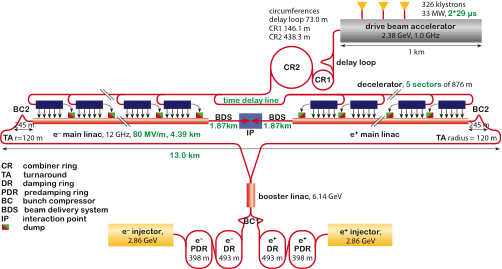 326 klystrons
33 MW, 2*29 µs
circumferences
delay loop 73.0 m
CR1 146.1 m
CR2 438.3 m
drive beam accelerator
2.38 GeV, 1.0 GHz
1 km
CR2
CR1
delay loop
decelerator, 5 sectors of 876 m
time delay line
BC2
BDS
1.87km
IP
BDS
1.87km
BC2
245 m
e⁻ main linac, 12 GHz, 80 MV/m, 4.39 km
e⁺ main linac
245 m
TA r=120 m
TA radius = 120 m
13.0 km
CR combiner ring
TA turnaround
DR damping ring
PDR predamping ring
BC bunch compressor
BDS beam delivery system
IP interaction point
dump
booster linac, 6.14 GeV
BC1
e⁻ injector,
2.86 GeV
e⁻
PDR
398 m
e⁻
DR
493 m
e⁺
DR
493 m
e⁺
PDR
398 m
e⁺ injector,
2.86 GeV